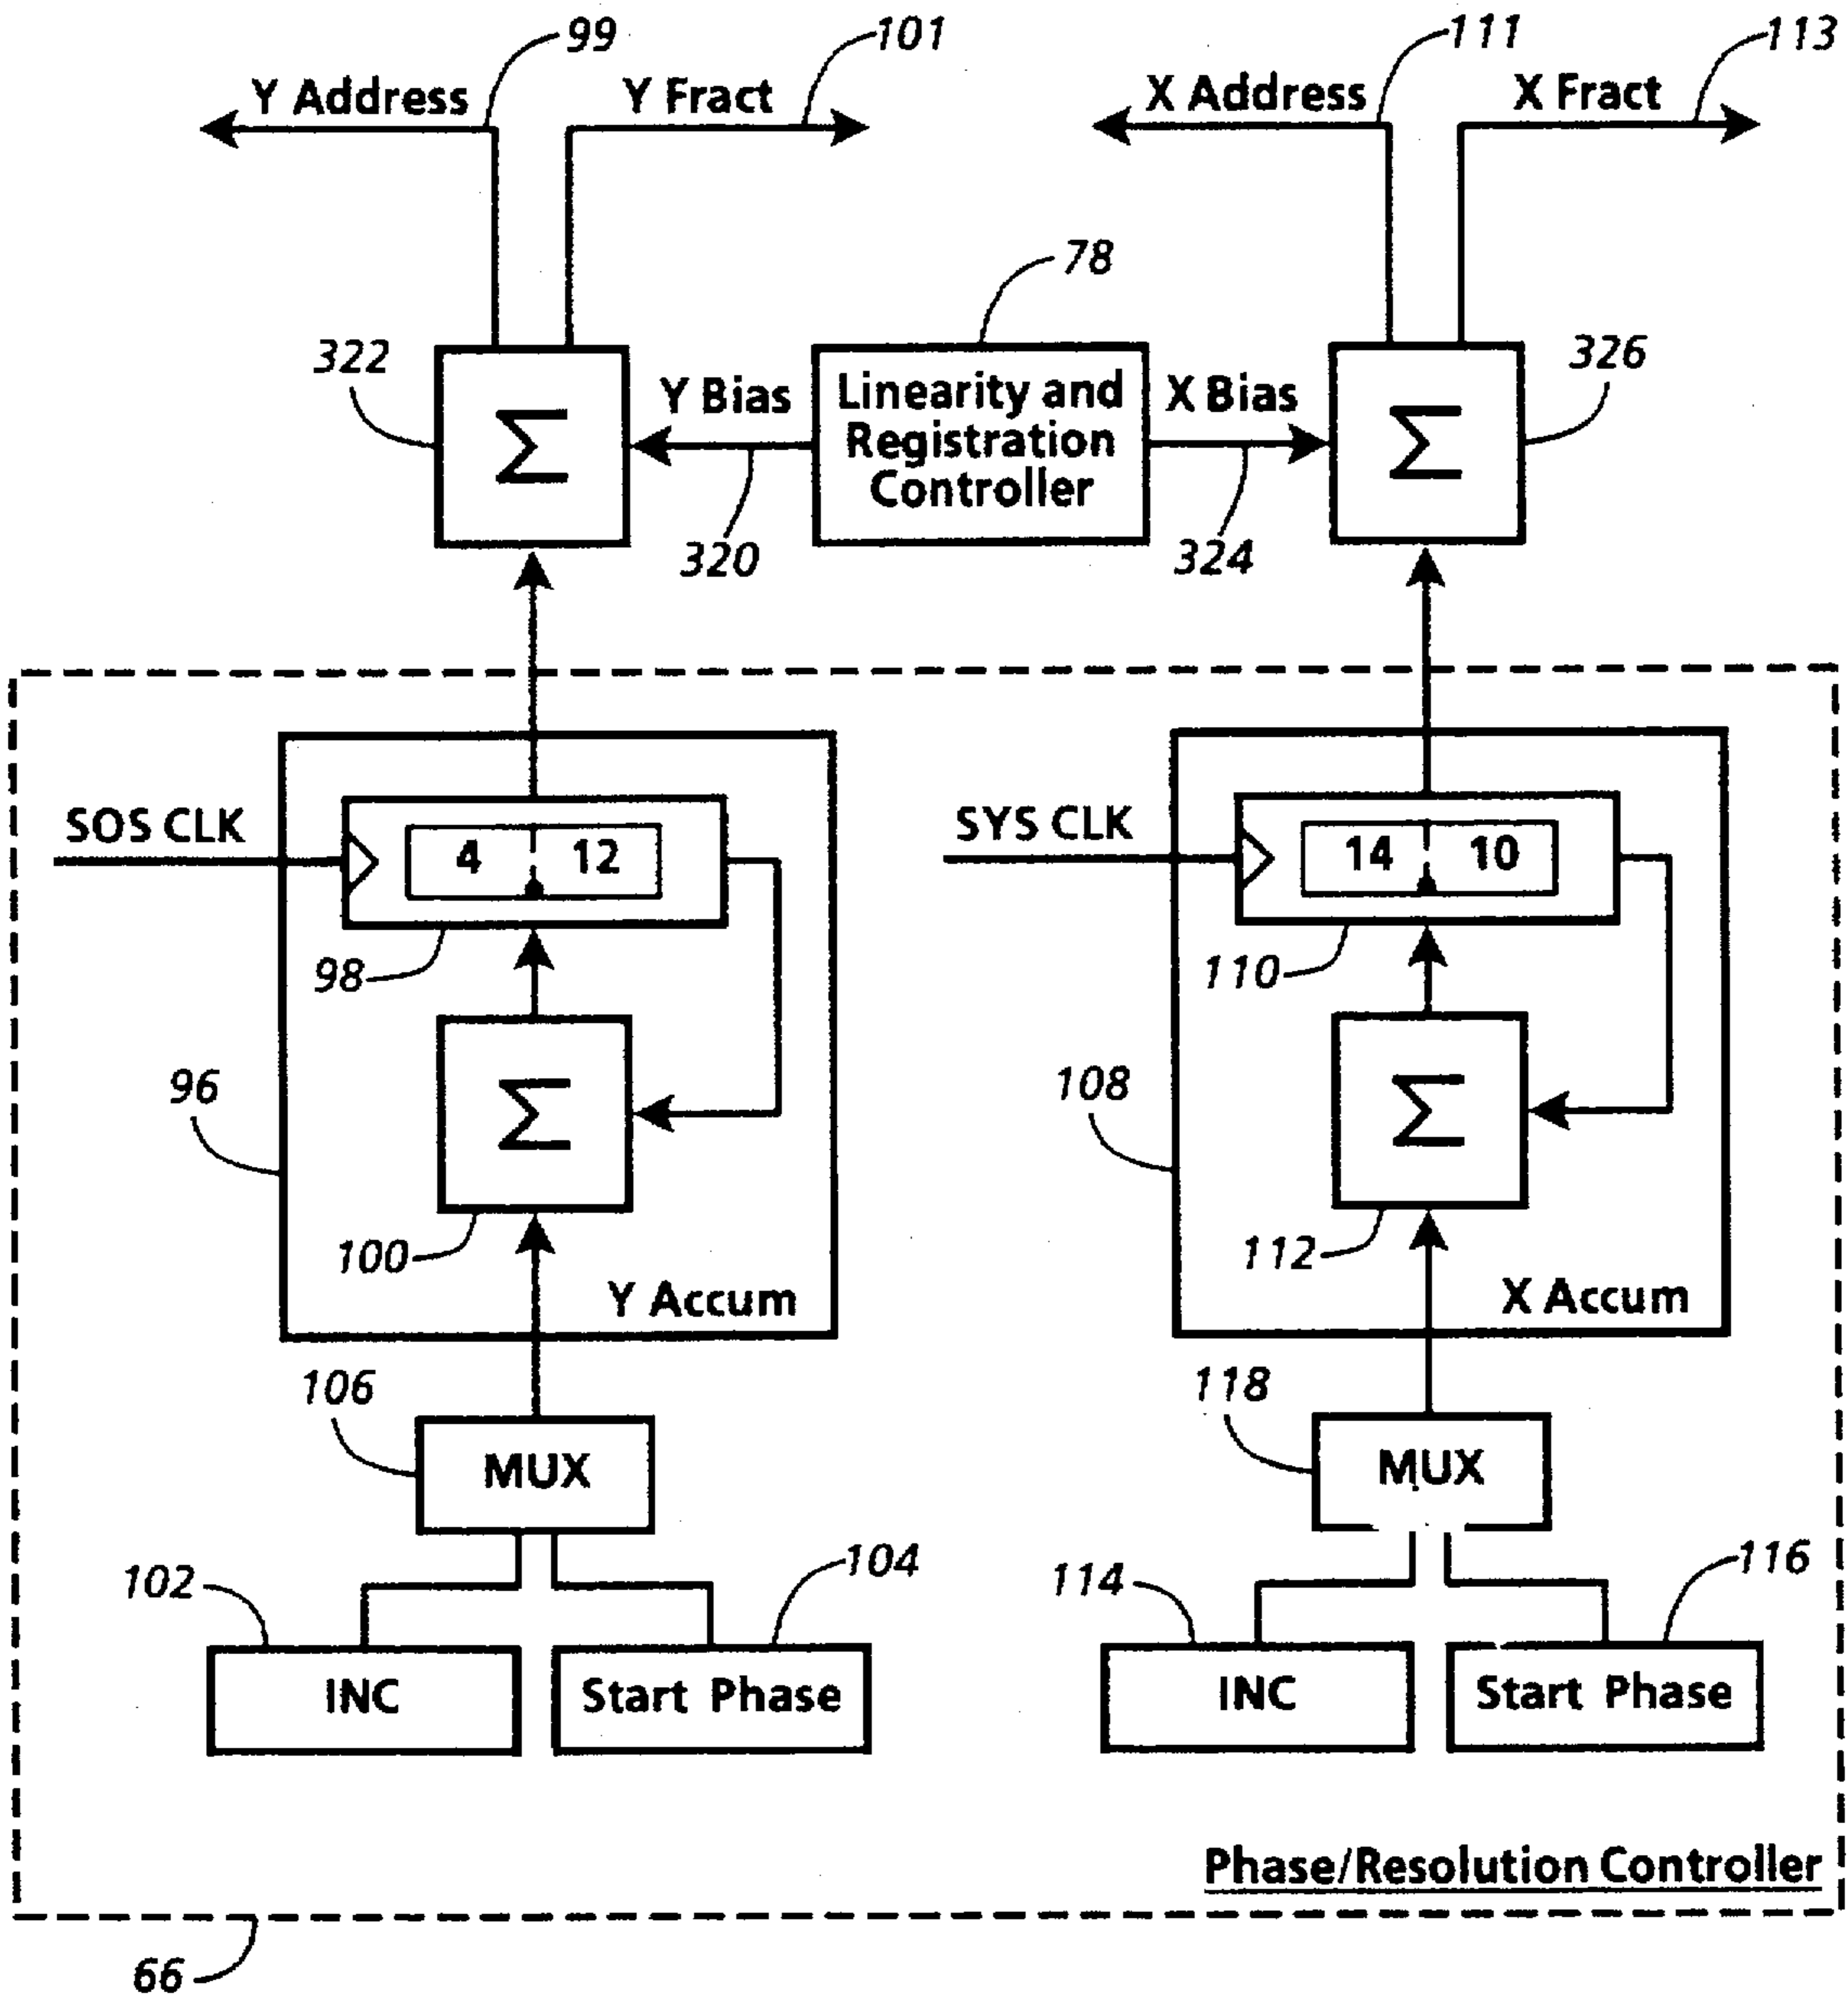 99
101
111
113
Y Address
Y Fract
X Address
X Fract
78
322
326
Y Bias
Linearity and
Registration
Controller
X Bias
Σ
Σ
320
324
SOS CLK
4
12
SYS CLK
14
10
98
110
96
Σ
108
Σ
100
112
Y Accum
X Accum
106
118
MUX
MUX
102
104
114
116
INC
Start Phase
INC
Start Phase
Phase/Resolution Controller
66